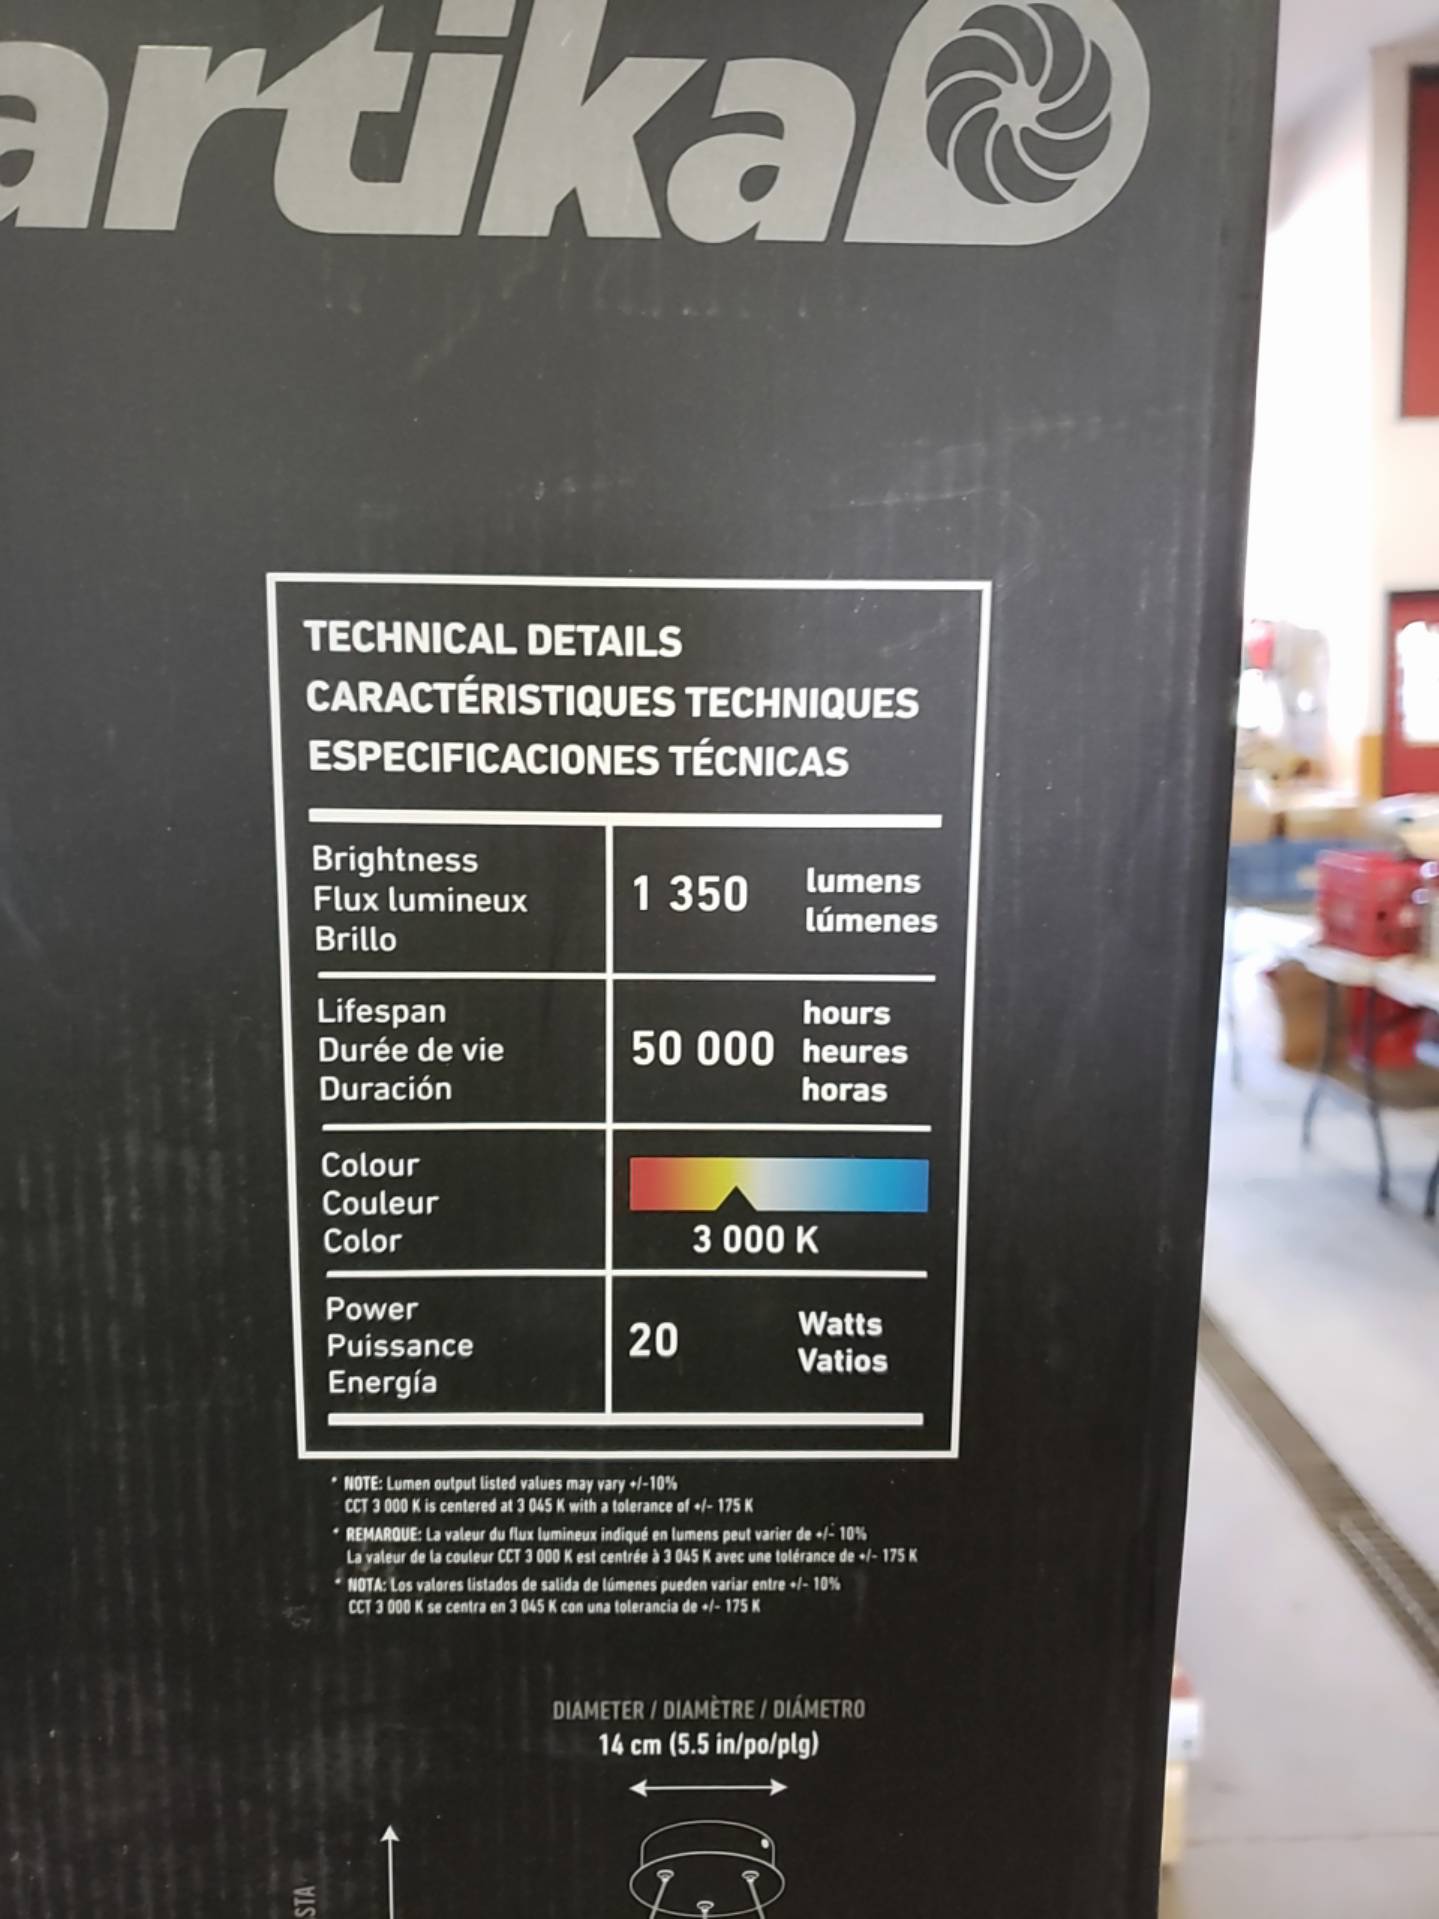 artika
TECHNICAL DETAILS
CARACTÉRISTIQUES TECHNIQUES
ESPECIFICACIONES TÉCNICAS
Brightness
Flux lumineux
Brillo
1 350
lumens
lúmenes
Lifespan
Durée de vie
Duración
50 000
hours
heures
horas
Colour
Couleur
Color
3 000 K
Power
Puissance
Energía
20
Watts
Vatios
* NOTE: Lumen output listed values may vary +/-10%
CCT 3 000 K is centered at 3 045 K with a tolerance of +/- 175 K
* REMARQUE: La valeur du flux lumineux indiqué en lumens peut varier de +/- 10%
La valeur de la couleur CCT 3 000 K est centrée à 3 045 K avec une tolérance de +/- 175 K
* NOTA: Los valores listados de salida de lúmenes pueden variar entre +/- 10%
CCT 3 000 K se centra en 3 045 K con una tolerancia de +/- 175 K
DIAMETER / DIAMÈTRE / DIÁMETRO
14 cm (5.5 in/po/plg)